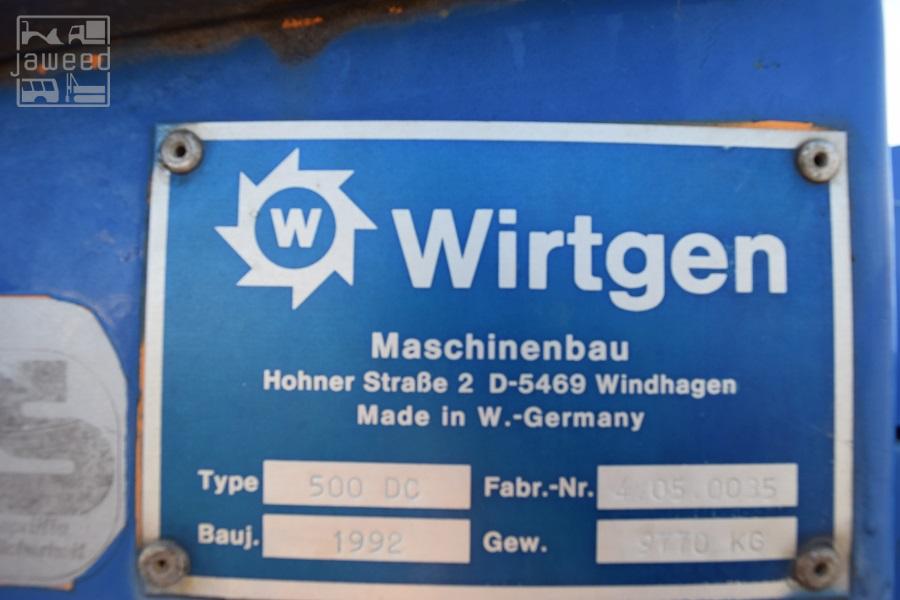 jaweed
W Wirtgen
Maschinenbau
Hohner Straße 2 D-5469 Windhagen
Made in W.-Germany
Type 500 DC Fabr.-Nr. 4.05.0035
Bauj. 1992 Gew. 9770 KG
S